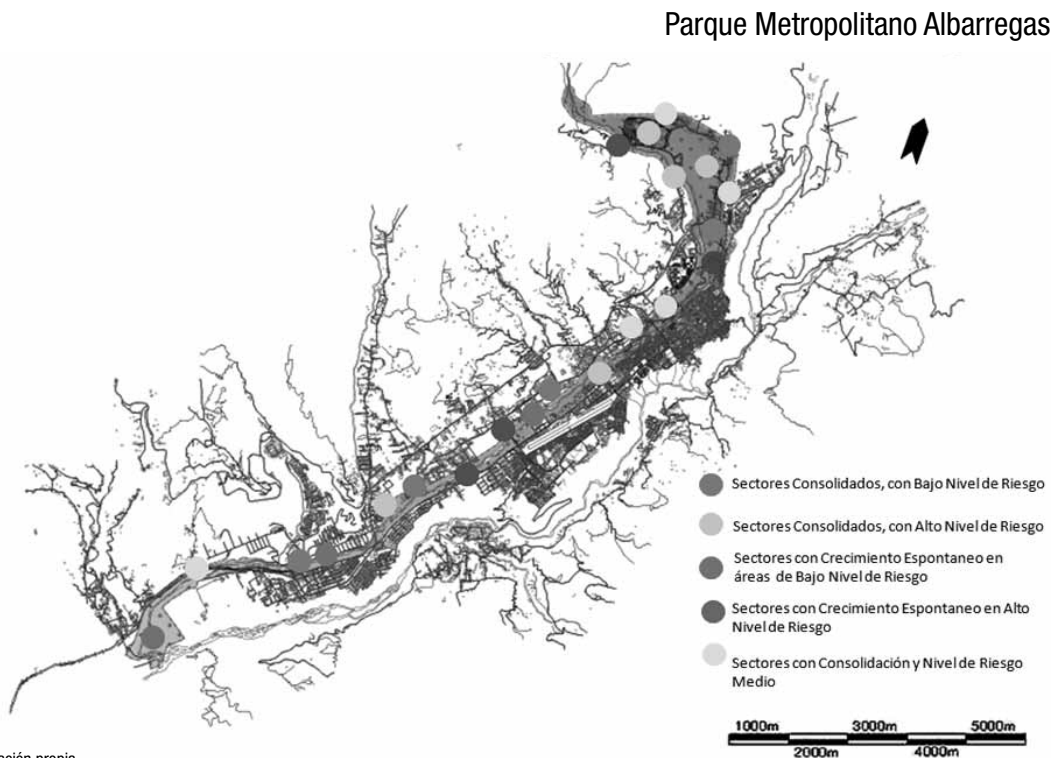 Parque Metropolitano Albarregas
Sectores Consolidados, con Bajo Nivel de Riesgo
Sectores Consolidados, con Alto Nivel de Riesgo
Sectores con Crecimiento Espontaneo en
áreas de Bajo Nivel de Riesgo
Sectores con Crecimiento Espontaneo en Alto
Nivel de Riesgo
Sectores con Consolidación y Nivel de Riesgo
Medio
1000m 3000m 5000m
2000m 4000m
propia